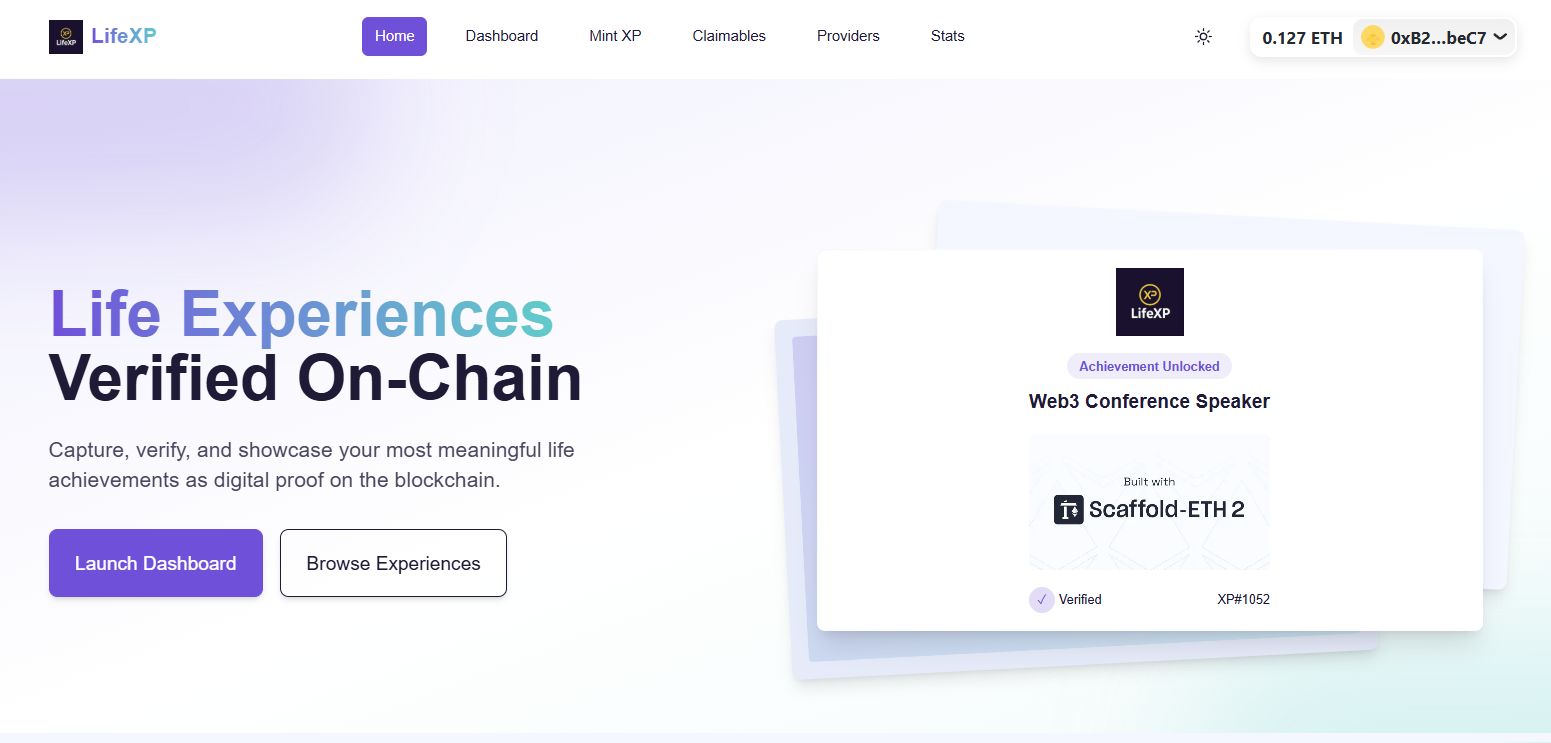 LifeXP
LifeXP
Home
Dashboard
Mint XP
Claimables
Providers
Stats
0.127 ETH
0xB2...beC7
Life Experiences
Verified On-Chain
Capture, verify, and showcase your most meaningful life
achievements as digital proof on the blockchain.
Launch Dashboard
Browse Experiences
XP
LifeXP
Achievement Unlocked
Web3 Conference Speaker
Built with
Scaffold-ETH 2
✓ Verified
XP#1052